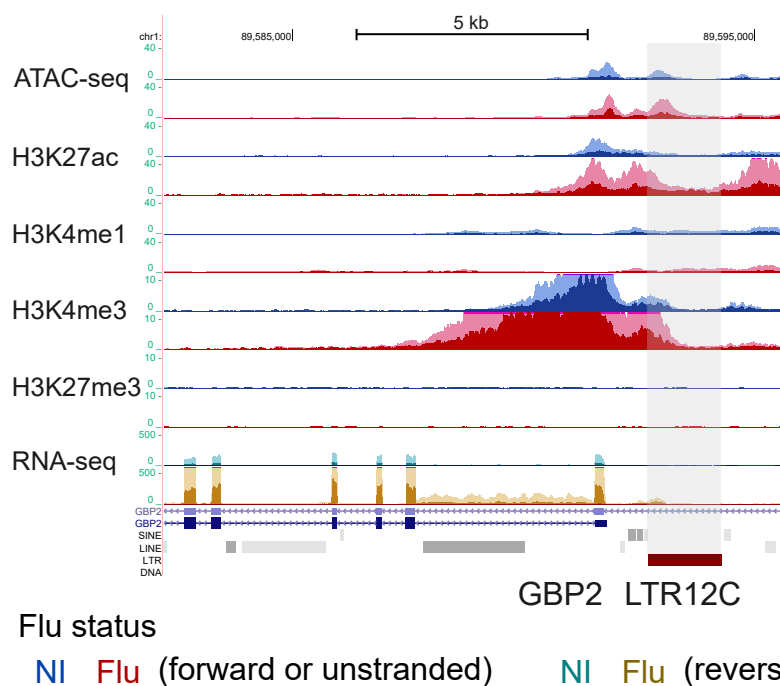 5 kb
chr1: 89,585,000 89,595,000
40
ATAC-seq
0
40
0
40
H3K27ac
0
40
0
40
H3K4me1
0
40
0
10
H3K4me3
0
10
0
10
H3K27me3
0
10
0
500
RNA-seq
0
500
0
GBP2
GBP2
SINE
LINE
LTR
DNA
GBP2 LTR12C
Flu status
NI Flu (forward or unstranded) NI Flu (revers